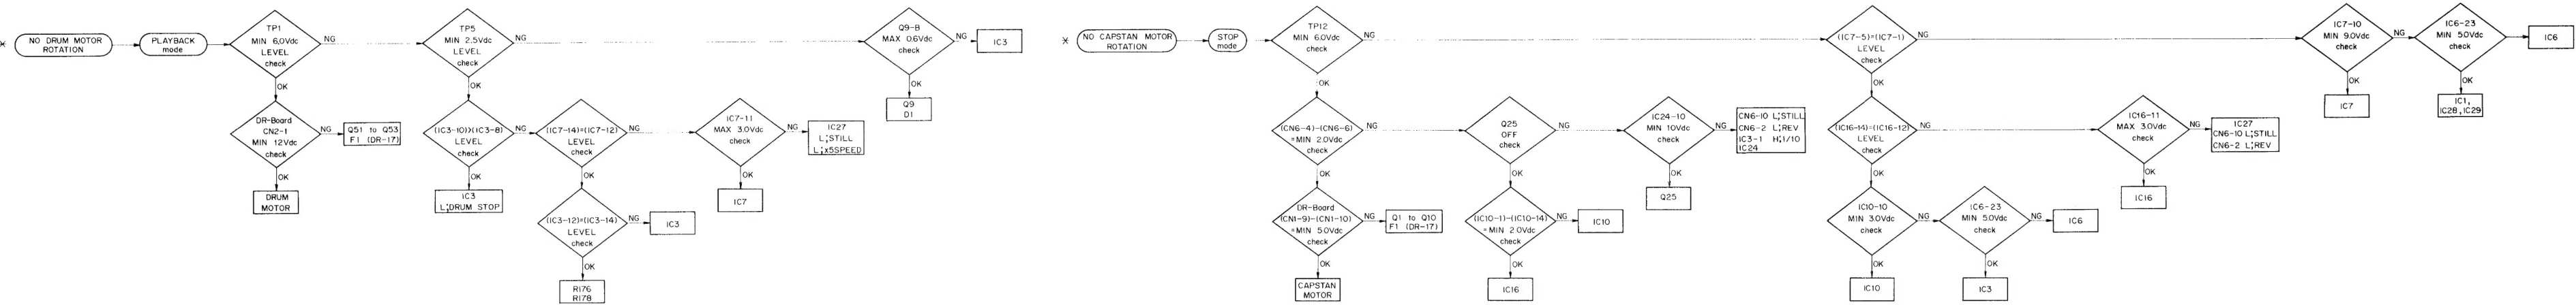 * NO DRUM MOTOR
ROTATION
PLAYBACK
mode
TP1
MIN 6.0Vdc
LEVEL
check
NG
OK
DR-Board
CN2-1
MIN 12Vdc
check
NG
Q51 to Q53
F1 (DR-17)
OK
DRUM
MOTOR
TP5
MIN 2.5Vdc
LEVEL
check
NG
OK
(IC3-10))(IC3-8)
LEVEL
check
NG
OK
IC3
L;DRUM STOP
(IC7-14)=(IC7-12)
LEVEL
check
NG
OK
(IC3-12)=(IC3-14)
LEVEL
check
NG
IC3
OK
R176
R178
IC7-11
MAX 3.0Vdc
check
NG
IC27
L;STILL
L;x5SPEED
OK
IC7
Q9-B
MAX 0.6Vdc
check
NG
IC3
OK
Q9
D1
* NO CAPSTAN MOTOR
ROTATION
STOP
mode
TP12
MIN 6.0Vdc
check
NG
OK
(CN6-4)-(CN6-6)
=MIN 2.0Vdc
check
NG
OK
DR-Board
(CN1-9)-(CN1-10)
=MIN 5.0Vdc
check
NG
Q1 to Q10
F1 (DR-17)
OK
CAPSTAN
MOTOR
Q25
OFF
check
NG
OK
(IC10-1)-(IC10-14)
=MIN 2.0Vdc
check
NG
IC10
OK
IC16
IC24-10
MIN 10Vdc
check
NG
CN6-10 L;STILL
CN6-2 L;REV
IC3-1 H;1/10
IC24
OK
Q25
(IC7-5)=(IC7-1)
LEVEL
check
NG
OK
(IC16-14)=(IC16-12)
LEVEL
check
NG
OK
IC10-10
MIN 3.0Vdc
check
NG
OK
IC10
IC6-23
MIN 5.0Vdc
check
NG
IC6
OK
IC3
IC16-11
MAX 3.0Vdc
check
NG
IC27
CN6-10 L;STILL
CN6-2 L;REV
OK
IC16
IC7-10
MIN 9.0Vdc
check
NG
OK
IC7
IC6-23
MIN 5.0Vdc
check
NG
IC6
OK
IC1,
IC28, IC29